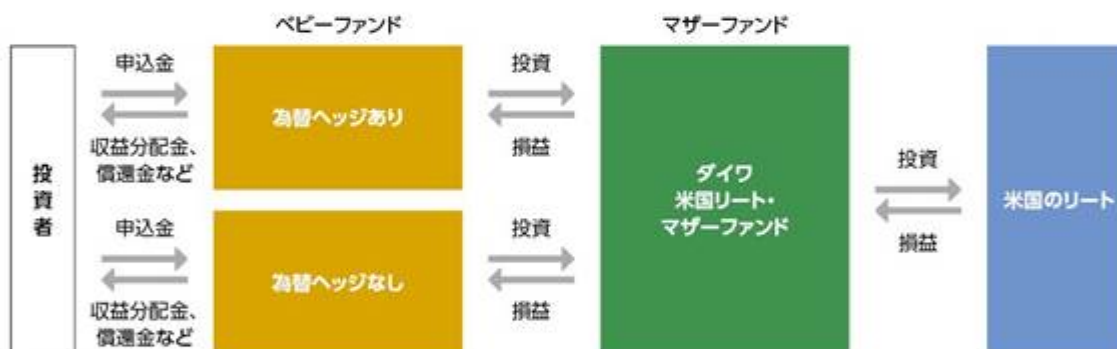 ベビーファンド
マザーファンド
投資者
申込金
収益分配金、
償還金など
為替ヘッジあり
投資
損益
申込金
収益分配金、
償還金など
為替ヘッジなし
投資
損益
ダイワ
米国リート・
マザーファンド
投資
損益
米国のリート